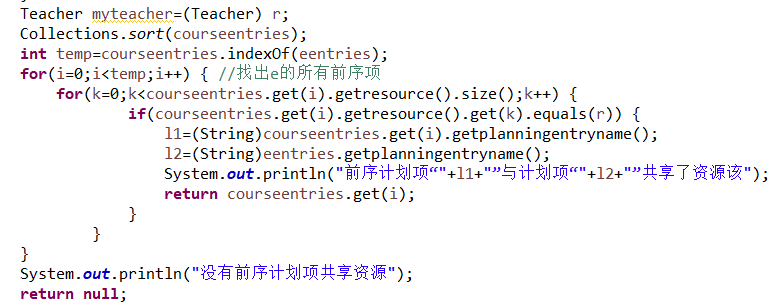 Teacher myteacher=(Teacher) r;
Collections.sort(courseentries);
int temp=courseentries.indexOf(eentries);
for(i=0;i<temp;i++) { //找出e的所有前序项
for(k=0;k<courseentries.get(i).getresource().size();k++) {
if(courseentries.get(i).getresource().get(k).equals(r)) {
l1=(String)courseentries.get(i).getplanningentryname();
l2=(String)eentries.getplanningentryname();
System.out.println("前序计划项“"+l1+"”与计划项“"+l2+"”共享了资源该");
return courseentries.get(i);
}
}
}
System.out.println("没有前序计划项共享资源");
return null;